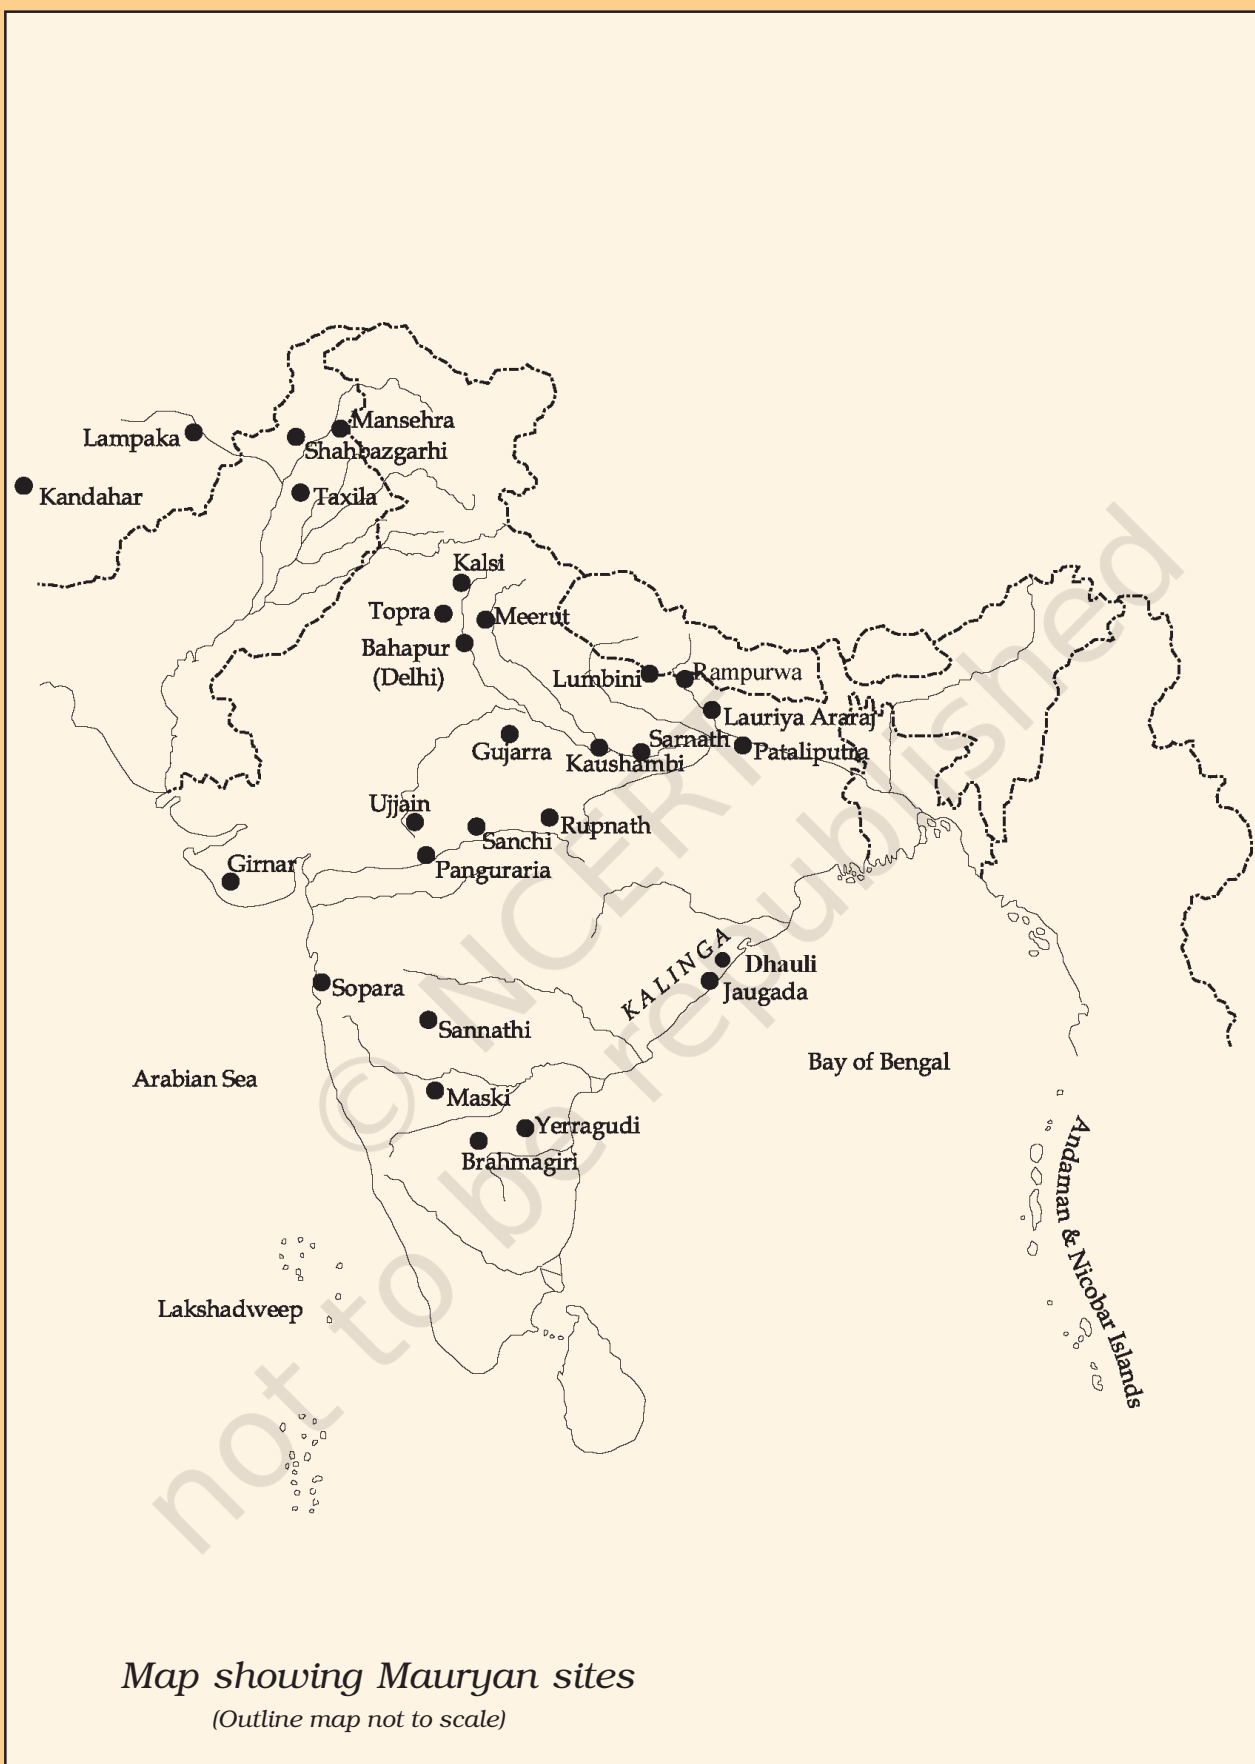 Mansehra
Lampaka
Shahbazgarhi
Kandahar
Taxila
Kalsi
Topra
Meerut
Bahapur
(Delhi)
Lumbini
Rampurwa
Lauriya Araraj
Gujarra
Kaushambi
Sarnath
Pataliputra
Ujjain
Sanchi
Rupnath
Girnar
Panguraria
KALINGA
Dhauli
Jaugada
Sopara
Sannathi
Arabian Sea
Bay of Bengal
Maski
Yerragudi
Brahmagiri
Andaman & Nicobar Islands
Lakshadweep
© NCERT
not to be republished
Map showing Mauryan sites
(Outline map not to scale)